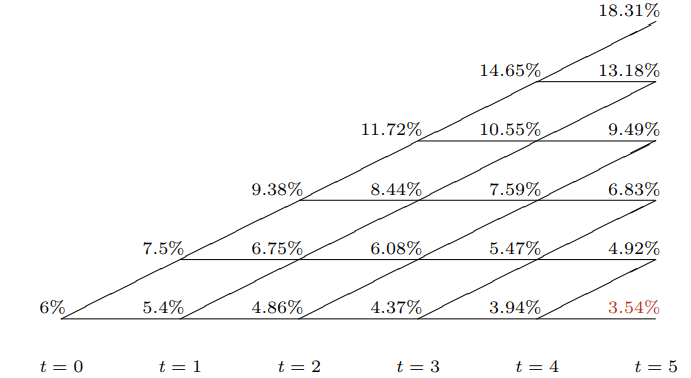 18.31%
14.65% 13.18%
11.72% 10.55% 9.49%
9.38% 8.44% 7.59% 6.83%
7.5% 6.75% 6.08% 5.47% 4.92%
6% 5.4% 4.86% 4.37% 3.94% 3.54%
t = 0 t = 1 t = 2 t = 3 t = 4 t = 5